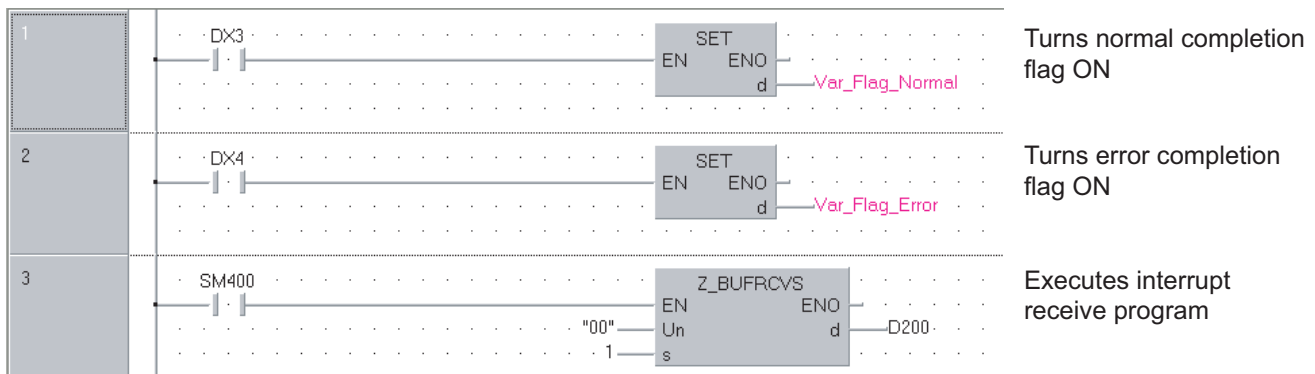 1
DX3
SET
EN ENO
d Var_Flag_Normal
Turns normal completion
flag ON
2
DX4
SET
EN ENO
d Var_Flag_Error
Turns error completion
flag ON
3
SM400
Z_BUFRCVS
EN ENO
"00" Un d D200
1 s
Executes interrupt
receive program